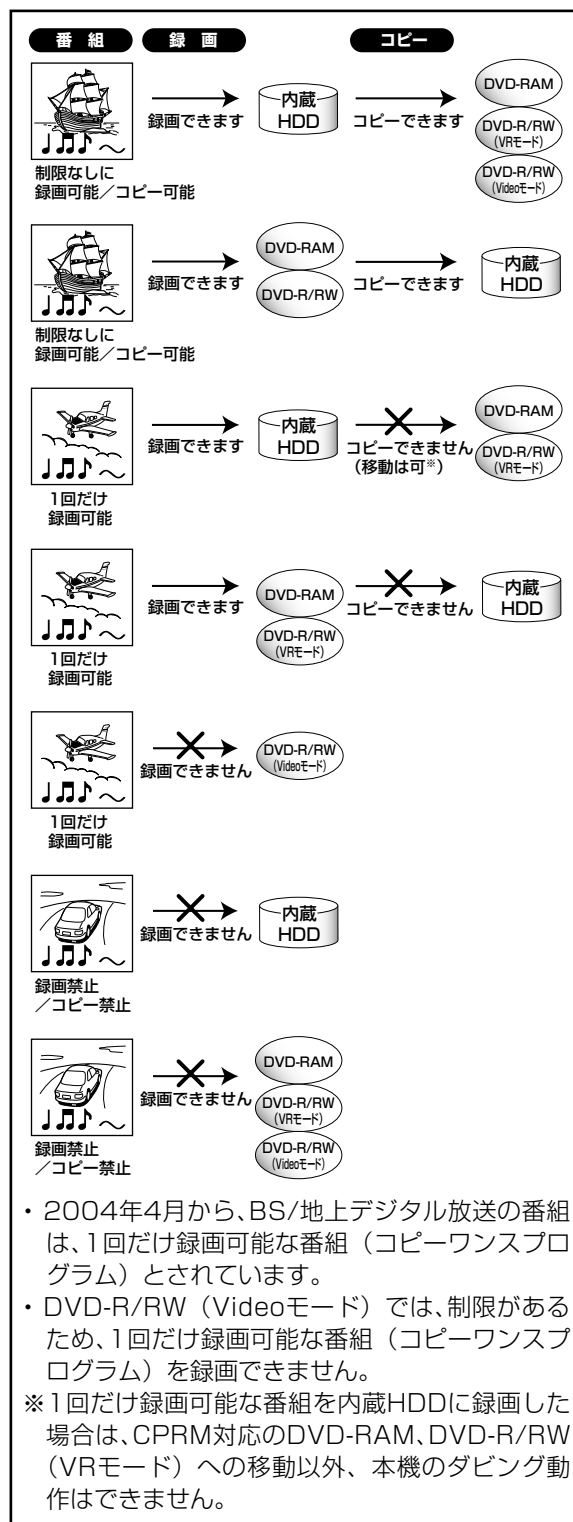 番 組 録 画 コピー
録画できます
内蔵
HDD
コピーできます
DVD-RAM
DVD-R/RW
(VRモード)
DVD-R/RW
(Videoモード)
制限なしに
録画可能／コピー可能
録画できます
DVD-RAM
DVD-R/RW
コピーできます
内蔵
HDD
制限なしに
録画可能／コピー可能
録画できます
内蔵
HDD
コピーできません
（移動は可※）
DVD-RAM
DVD-R/RW
(VRモード)
1回だけ
録画可能
録画できます
DVD-RAM
DVD-R/RW
(VRモード)
コピーできません
内蔵
HDD
1回だけ
録画可能
録画できません
DVD-R/RW
(Videoモード)
1回だけ
録画可能
録画できません
内蔵
HDD
録画禁止
／コピー禁止
録画できません
DVD-RAM
DVD-R/RW
(VRモード)
DVD-R/RW
(Videoモード)
録画禁止
／コピー禁止
・2004年4月から、BS/地上デジタル放送の番組
は、1回だけ録画可能な番組（コピーワンスプロ
グラム）とされています。
・DVD-R/RW（Videoモード）では、制限がある
ため、1回だけ録画可能な番組（コピーワンスプ
ログラム）を録画できません。
※1回だけ録画可能な番組を内蔵HDDに録画した
場合は、CPRM対応のDVD-RAM、DVD-R/RW
（VRモード）への移動以外、本機のダビング動
作はできません。